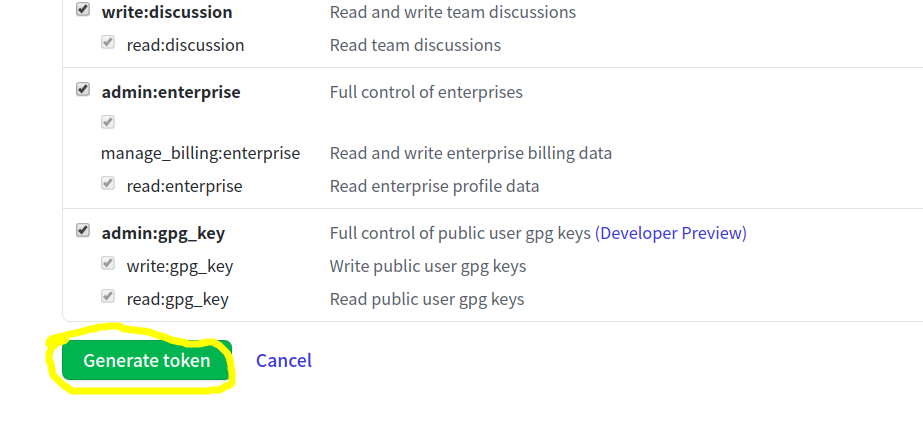 write:discussion Read and write team discussions
read:discussion Read team discussions
admin:enterprise Full control of enterprises
manage_billing:enterprise Read and write enterprise billing data
read:enterprise Read enterprise profile data
admin:gpg_key Full control of public user gpg keys (Developer Preview)
write:gpg_key Write public user gpg keys
read:gpg_key Read public user gpg keys
Generate token Cancel